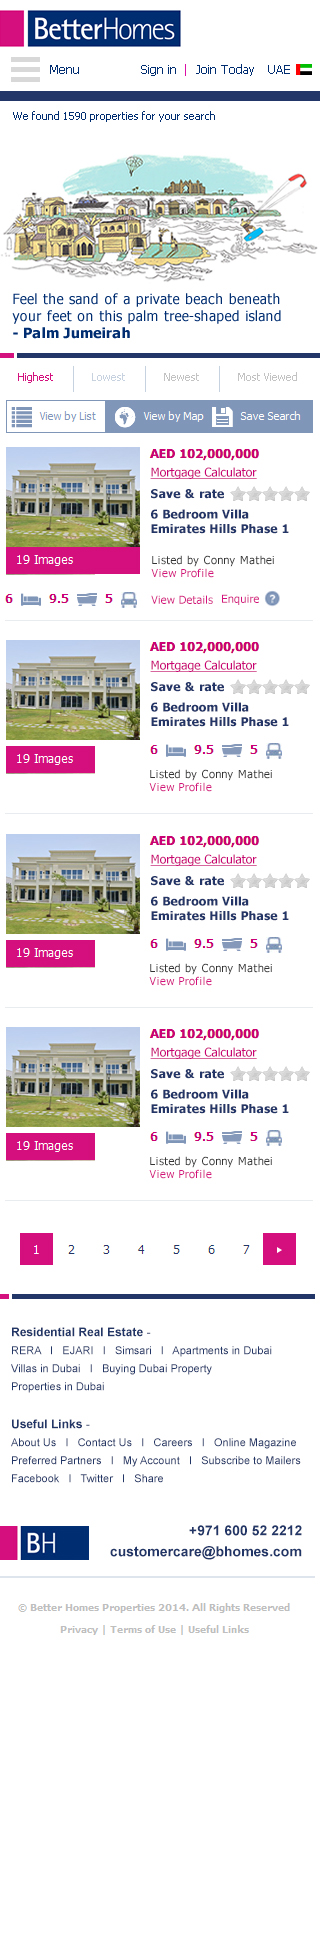 BetterHomes
Menu Sign in | Join Today UAE
We found 1590 properties for your search
Feel the sand of a private beach beneath
your feet on this palm tree-shaped island
- Palm Jumeirah
Highest Lowest Newest Most Viewed
View by List View by Map Save Search
AED 102,000,000
Mortgage Calculator
Save & rate
6 Bedroom Villa
Emirates Hills Phase 1
19 Images
Listed by Conny Mathei
View Profile
6 9.5 5 View Details Enquire ?
AED 102,000,000
Mortgage Calculator
Save & rate
6 Bedroom Villa
Emirates Hills Phase 1
6 9.5 5
19 Images
Listed by Conny Mathei
View Profile
AED 102,000,000
Mortgage Calculator
Save & rate
6 Bedroom Villa
Emirates Hills Phase 1
6 9.5 5
19 Images
Listed by Conny Mathei
View Profile
AED 102,000,000
Mortgage Calculator
Save & rate
6 Bedroom Villa
Emirates Hills Phase 1
6 9.5 5
19 Images
Listed by Conny Mathei
View Profile
1 2 3 4 5 6 7
Residential Real Estate -
RERA I EJARI I Simsari I Apartments in Dubai
Villas in Dubai I Buying Dubai Property
Properties in Dubai
Useful Links -
About Us I Contact Us I Careers I Online Magazine
Preferred Partners I My Account I Subscribe to Mailers
Facebook I Twitter I Share
BH
+971 600 52 2212
customercare@bhomes.com
© Better Homes Properties 2014. All Rights Reserved
Privacy | Terms of Use | Useful Links